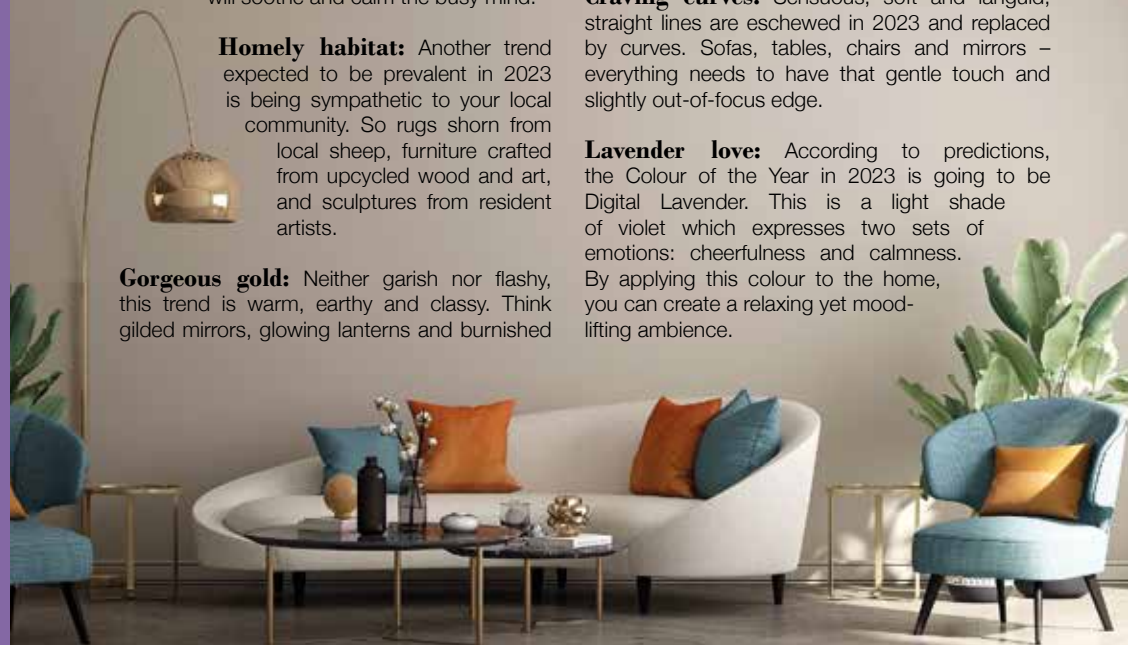 will soothe and calm the busy mind.
Homely habitat: Another trend
expected to be prevalent in 2023
is being sympathetic to your local
community. So rugs shorn from
local sheep, furniture crafted
from upcycled wood and art,
and sculptures from resident
artists.
Gorgeous gold: Neither garish nor flashy,
this trend is warm, earthy and classy. Think
gilded mirrors, glowing lanterns and burnished
Craving curves: Sensuous, soft and languid,
straight lines are eschewed in 2023 and replaced
by curves. Sofas, tables, chairs and mirrors –
everything needs to have that gentle touch and
slightly out-of-focus edge.
Lavender love: According to predictions,
the Colour of the Year in 2023 is going to be
Digital Lavender. This is a light shade
of violet which expresses two sets of
emotions: cheerfulness and calmness.
By applying this colour to the home,
you can create a relaxing yet mood-
lifting ambience.